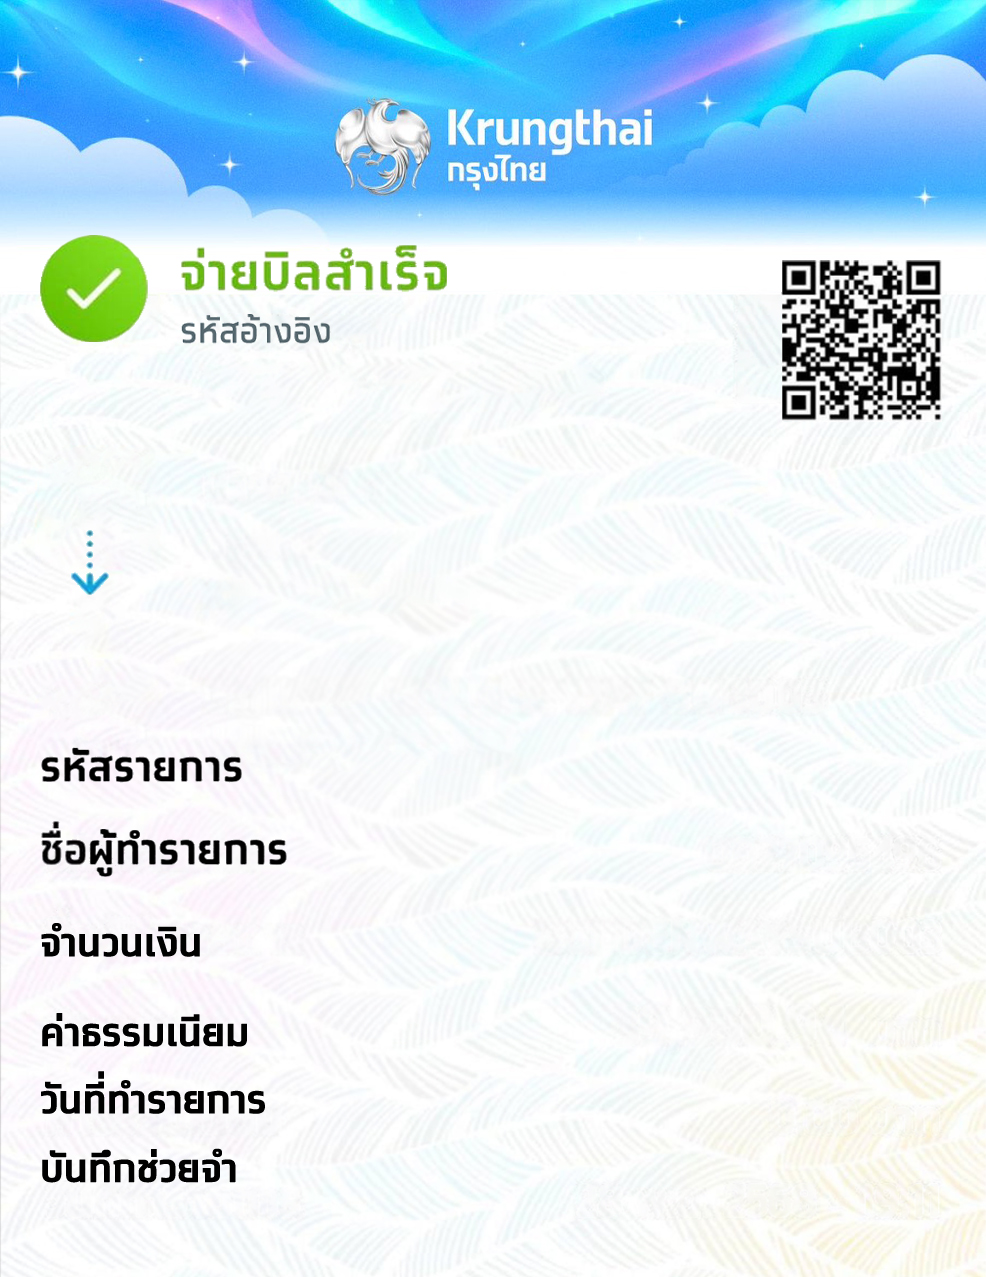 Krungthai
กรุงไทย
จ่ายบิลสำเร็จ
รหัสอ้างอิง
รหัสรายการ
ชื่อผู้ทำรายการ
จำนวนเงิน
ค่าธรรมเนียม
วันที่ทำรายการ
บันทึกช่วยจำ